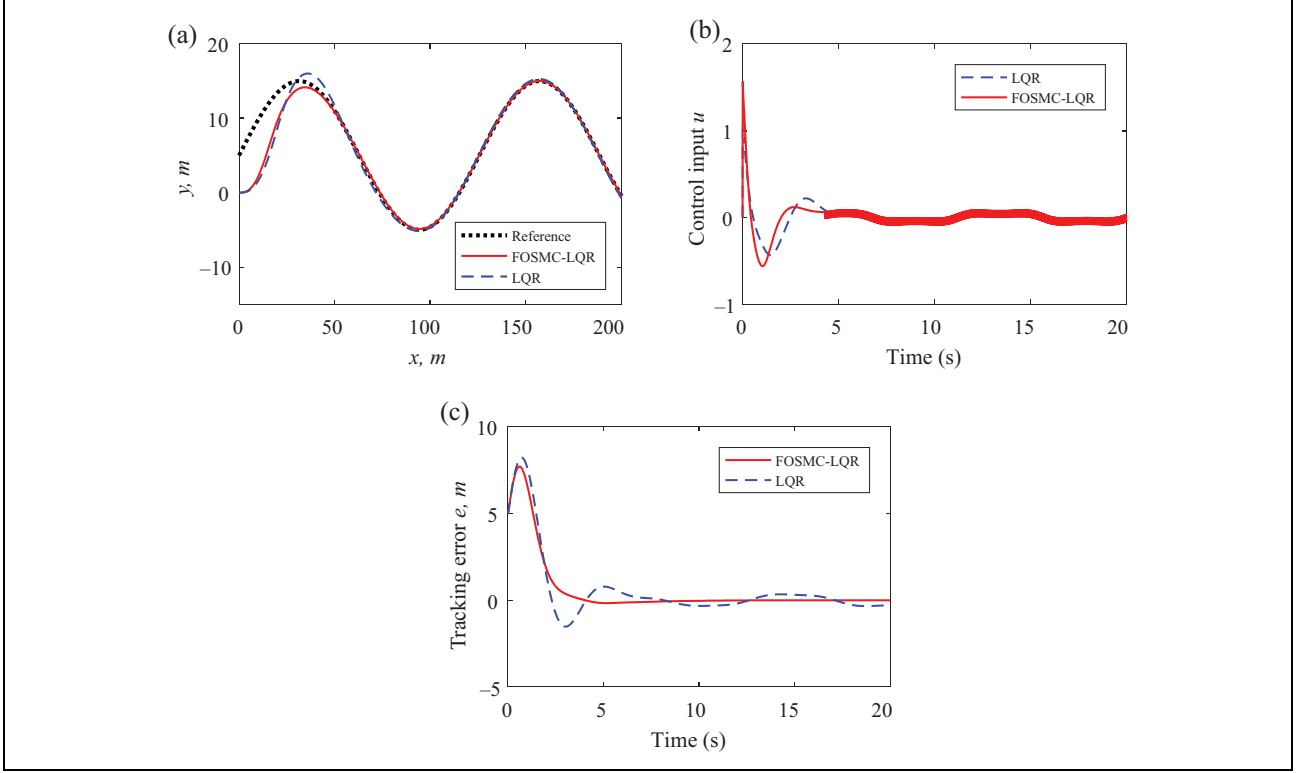 (a)
20
10
0
−10
y, m
0
50
100
150
200
x, m
Reference
FOSMC-LQR
LQR
(b)
2
1
0
−1
Control input u
0
5
10
15
20
Time (s)
LQR
FOSMC-LQR
(c)
10
5
0
−5
Tracking error e, m
0
5
10
15
20
Time (s)
FOSMC-LQR
LQR